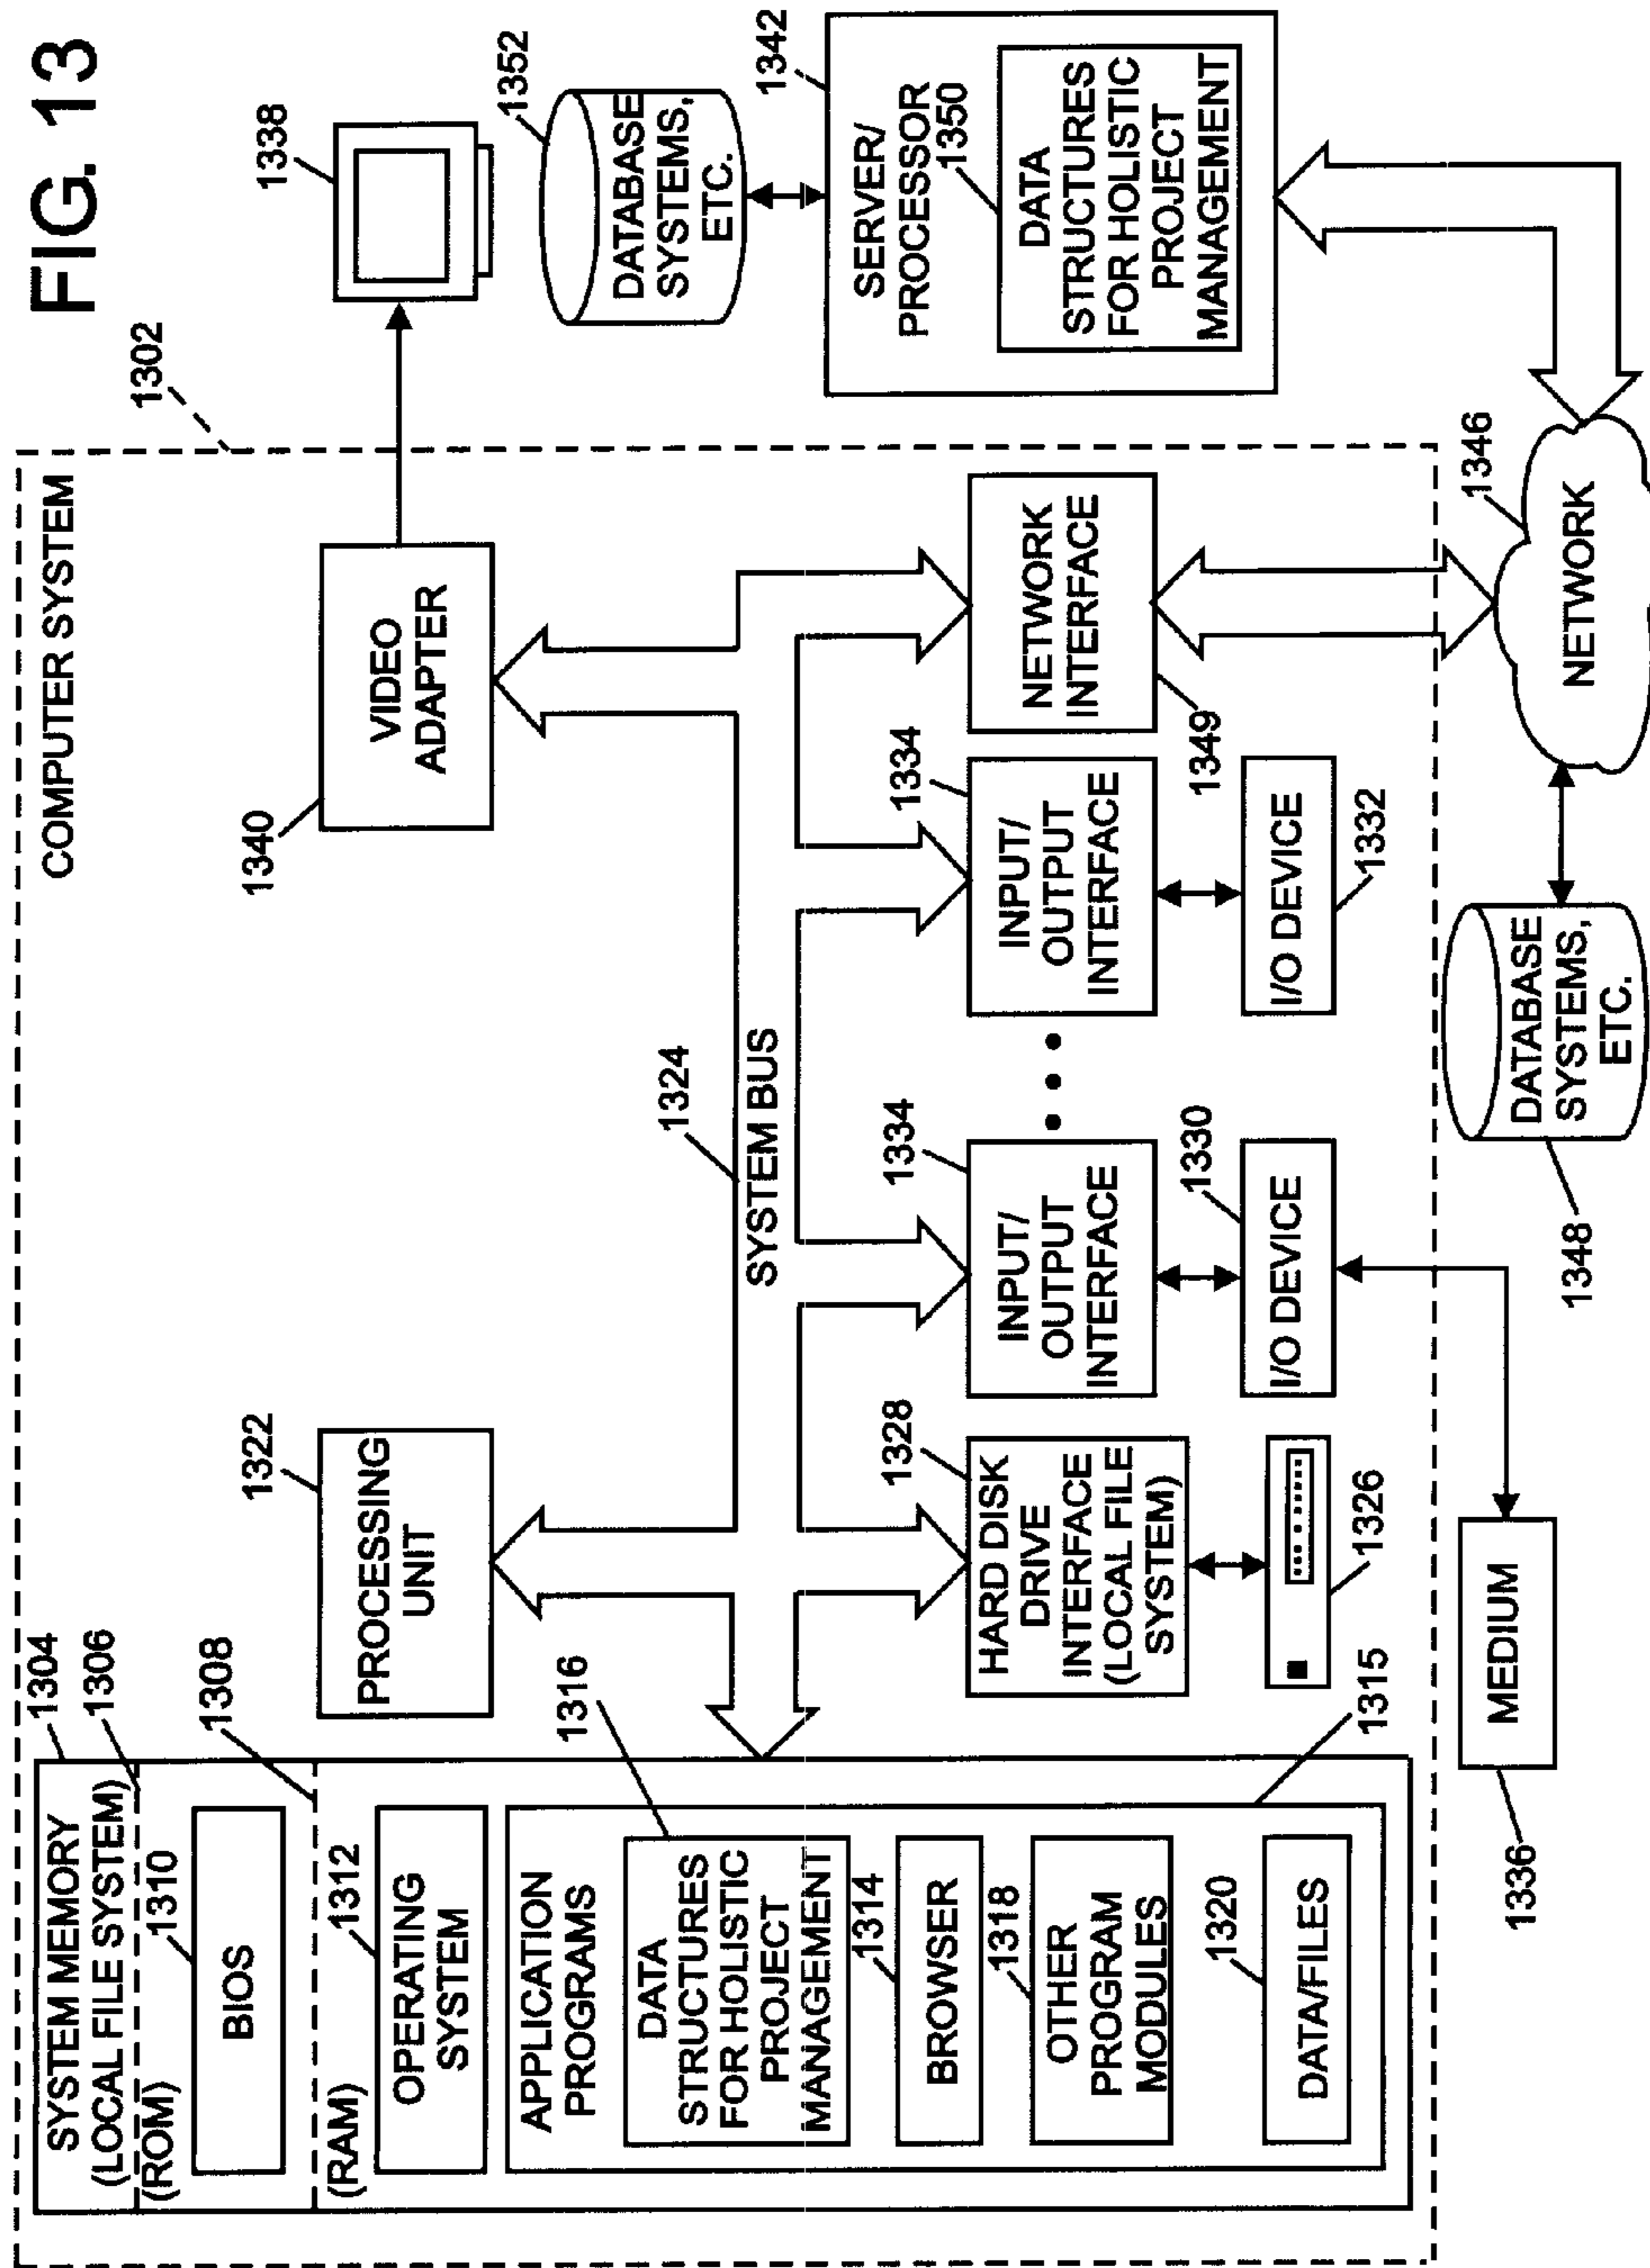 FIG. 13
COMPUTER SYSTEM
1302
1304
SYSTEM MEMORY
(LOCAL FILE SYSTEM)
1306
(ROM)
1310
BIOS
1308
(RAM)
1312
OPERATING
SYSTEM
APPLICATION
PROGRAMS
1316
DATA
STRUCTURES
FOR HOLISTIC
PROJECT
MANAGEMENT
1314
BROWSER
1318
OTHER
PROGRAM
MODULES
1320
DATA/FILES
1315
1322
PROCESSING
UNIT
1340
VIDEO
ADAPTER
1338
1324
SYSTEM BUS
1328
HARD DISK
DRIVE
INTERFACE
(LOCAL FILE
SYSTEM)
1326
1334
INPUT/
OUTPUT
INTERFACE
1330
I/O DEVICE
1334
INPUT/
OUTPUT
INTERFACE
1332
I/O DEVICE
NETWORK
INTERFACE
1349
1352
DATABASE
SYSTEMS,
ETC.
1342
SERVER/
PROCESSOR
1350
DATA
STRUCTURES
FOR HOLISTIC
PROJECT
MANAGEMENT
1346
NETWORK
DATABASE
SYSTEMS,
ETC.
1348
MEDIUM
1336